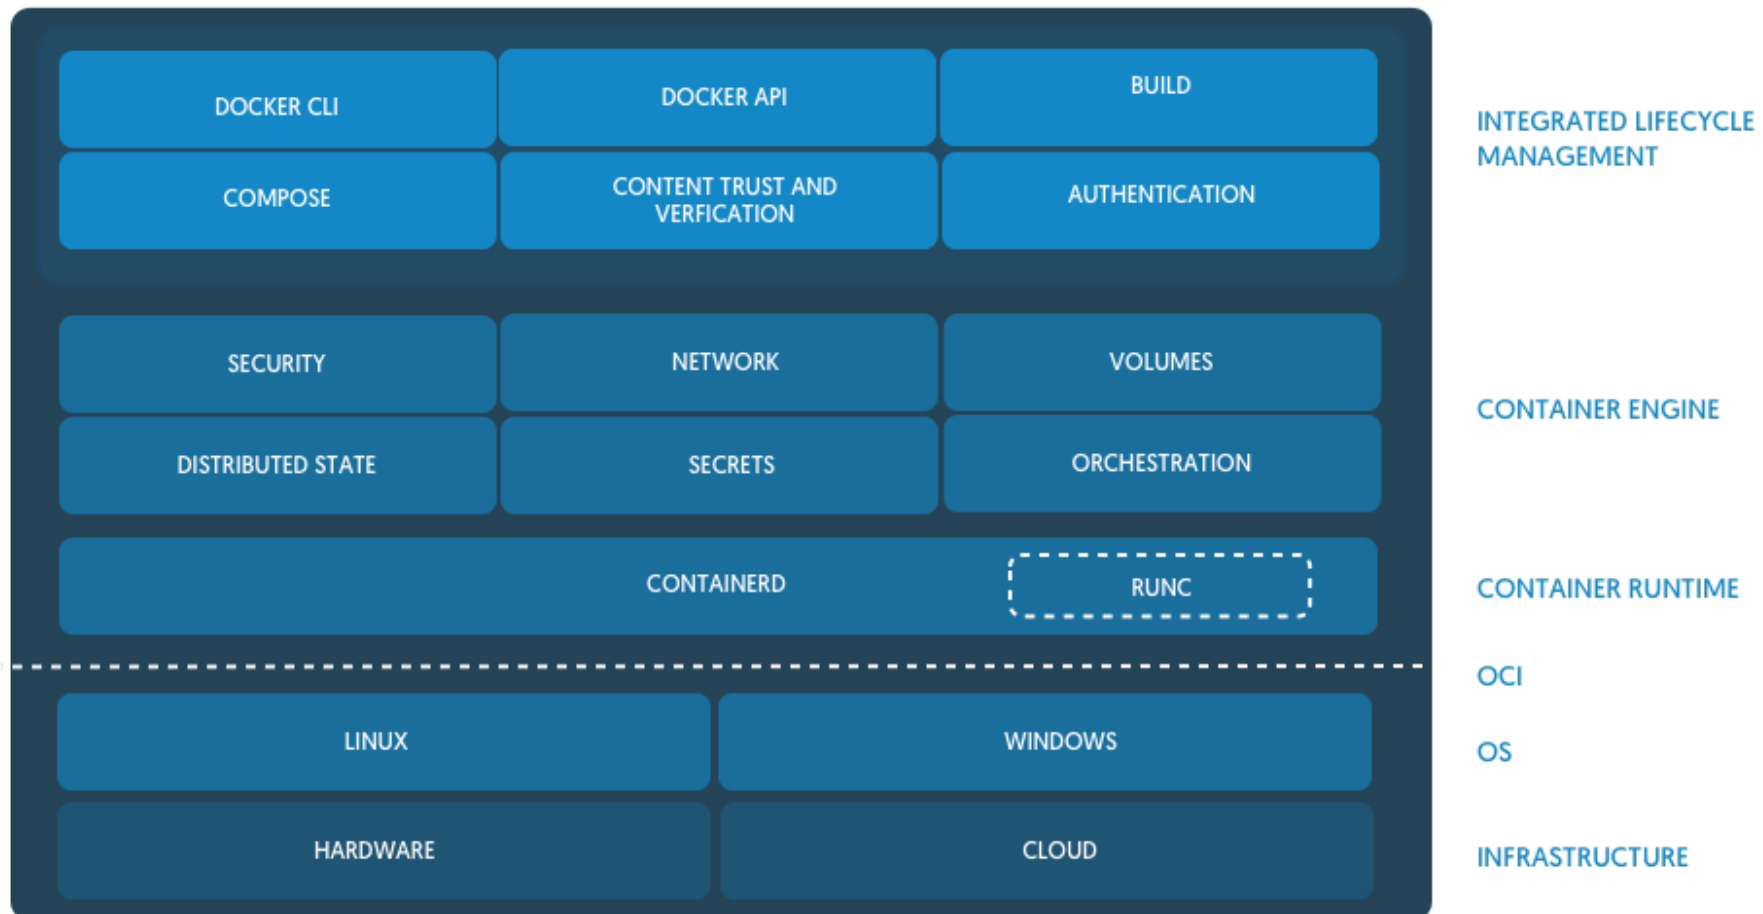 DOCKER CLI
DOCKER API
BUILD
INTEGRATED LIFECYCLE
MANAGEMENT
COMPOSE
CONTENT TRUST AND
VERFICATION
AUTHENTICATION
SECURITY
NETWORK
VOLUMES
CONTAINER ENGINE
DISTRIBUTED STATE
SECRETS
ORCHESTRATION
CONTAINERD
RUNC
CONTAINER RUNTIME
OCI
LINUX
WINDOWS
OS
HARDWARE
CLOUD
INFRASTRUCTURE